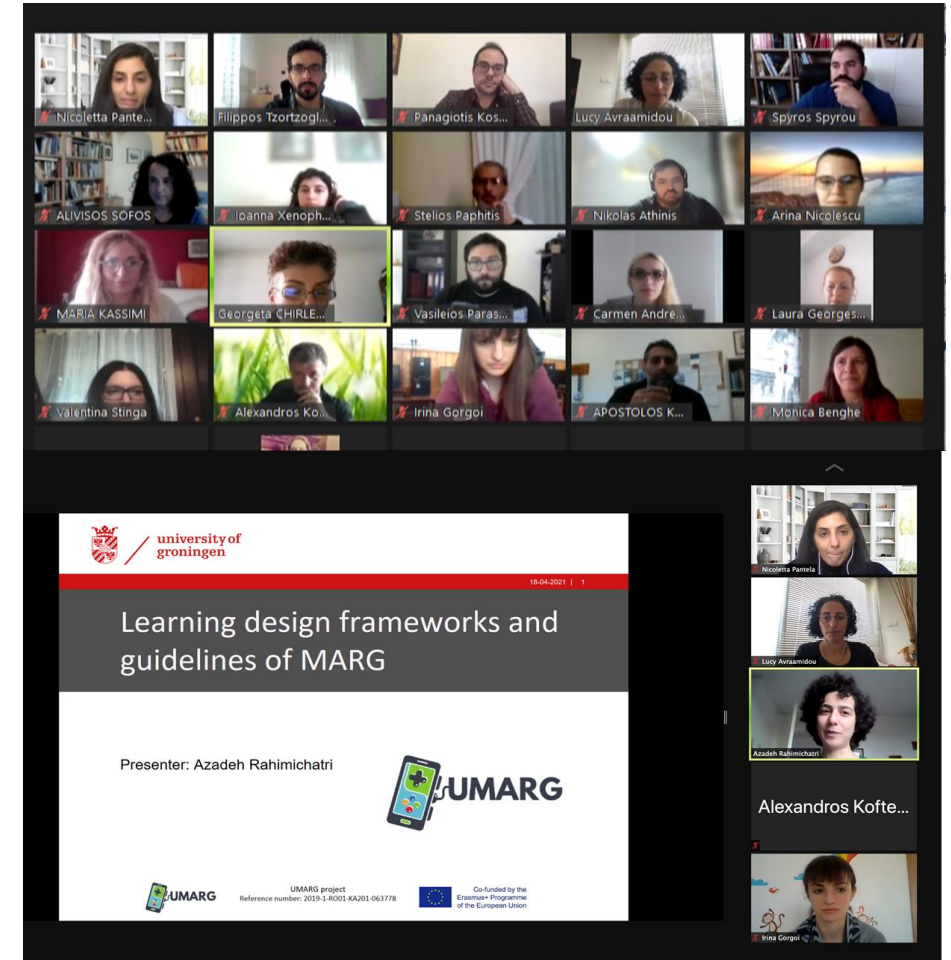 Nicoletta Pante...
Filippos Tzortzogl...
Panagiotis Kos...
Lucy Avraamidou
Spyros Spyrou
ALIVISOS SOFOS
Ioanna Xenoph...
Stelios Paphitis
Nikolas Athinis
Arina Nicolescu
MARIA KASSIMI
Georgeta CHIRLE...
Vasileios Paras...
Carmen Andre...
Laura Georges...
Valentina Stinga
Alexandros Ko...
Irina Gorgoi
APOSTOLOS K...
Monica Benghe
university of
groningen
18-04-2021 | 1
Learning design frameworks and
guidelines of MARG
Presenter: Azadeh Rahimichatri
UMARG
UMARG
UMARG project
Reference number: 2019-1-RO01-KA201-063778
Co-funded by the
Erasmus+ Programme
of the European Union
Nicoletta Pantela
Lucy Avraamidou
Azadeh Rahimichatri
Alexandros Kofte...
Irina Gorgoi